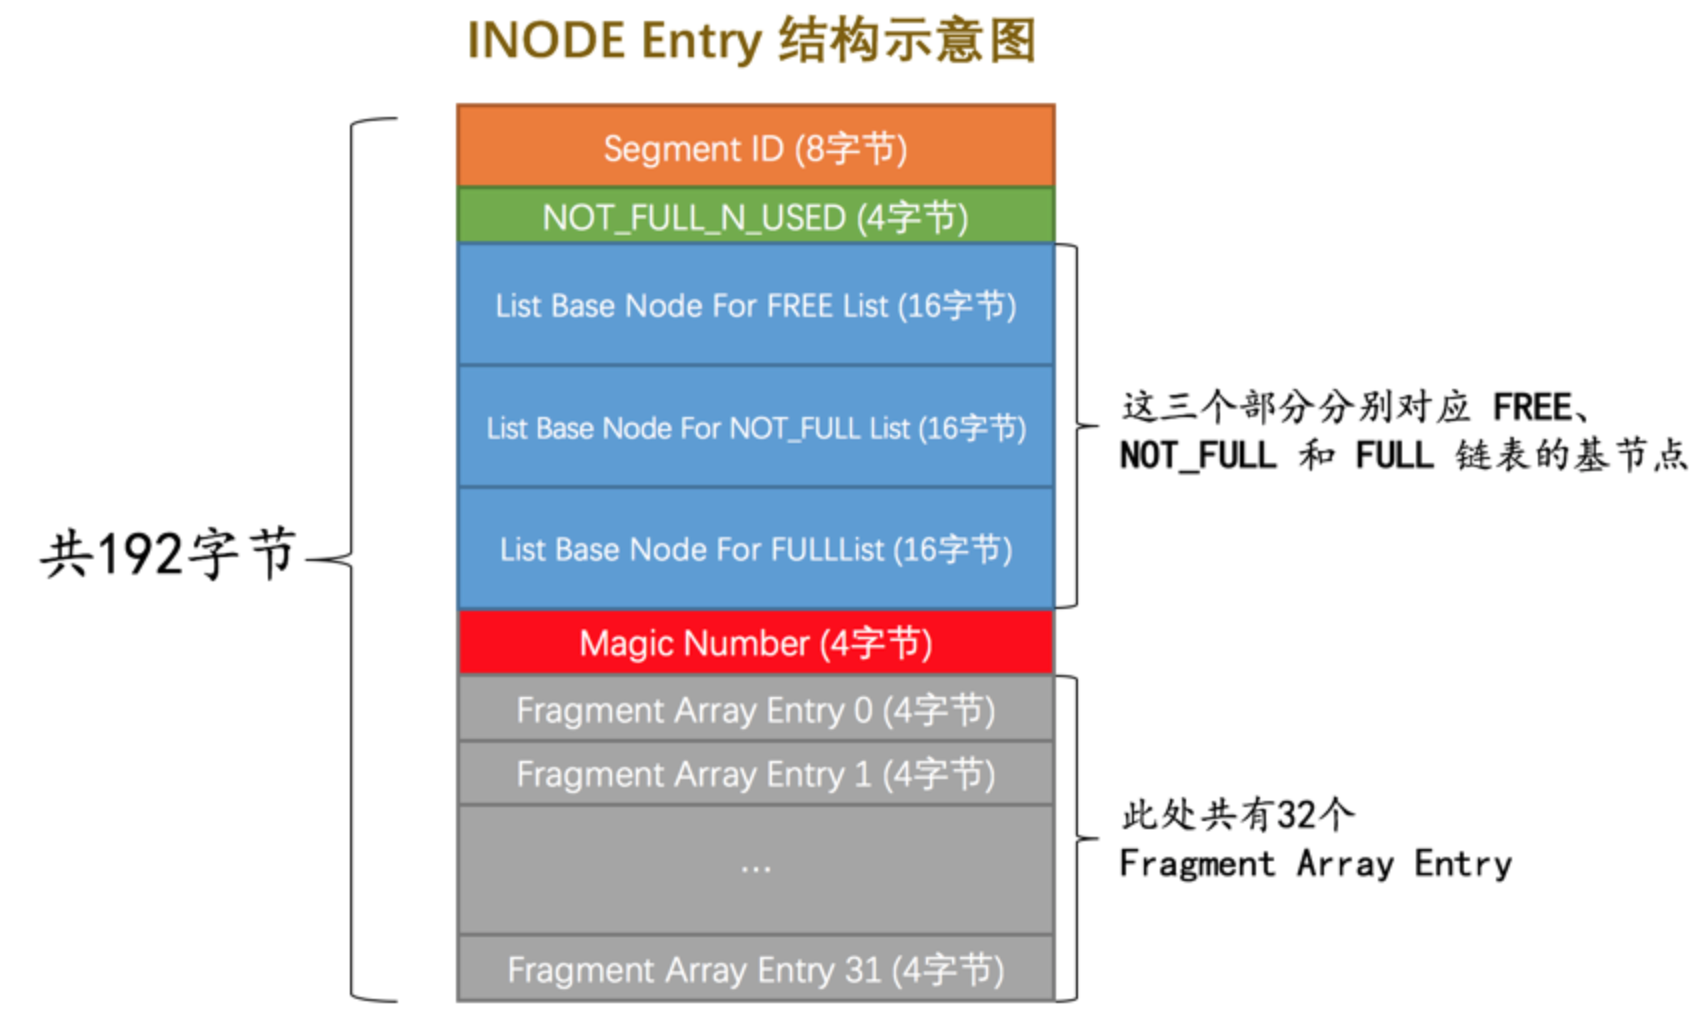 INODE Entry 结构示意图
Segment ID (8字节)
NOT_FULL_N_USED (4字节)
List Base Node For FREE List (16字节)
List Base Node For NOT_FULL List (16字节)
List Base Node For FULLList (16字节)
Magic Number (4字节)
Fragment Array Entry 0 (4字节)
Fragment Array Entry 1 (4字节)
...
Fragment Array Entry 31 (4字节)
共192字节
这三个部分分别对应 FREE、
NOT_FULL 和 FULL 链表的基节点
此处共有32个
Fragment Array Entry